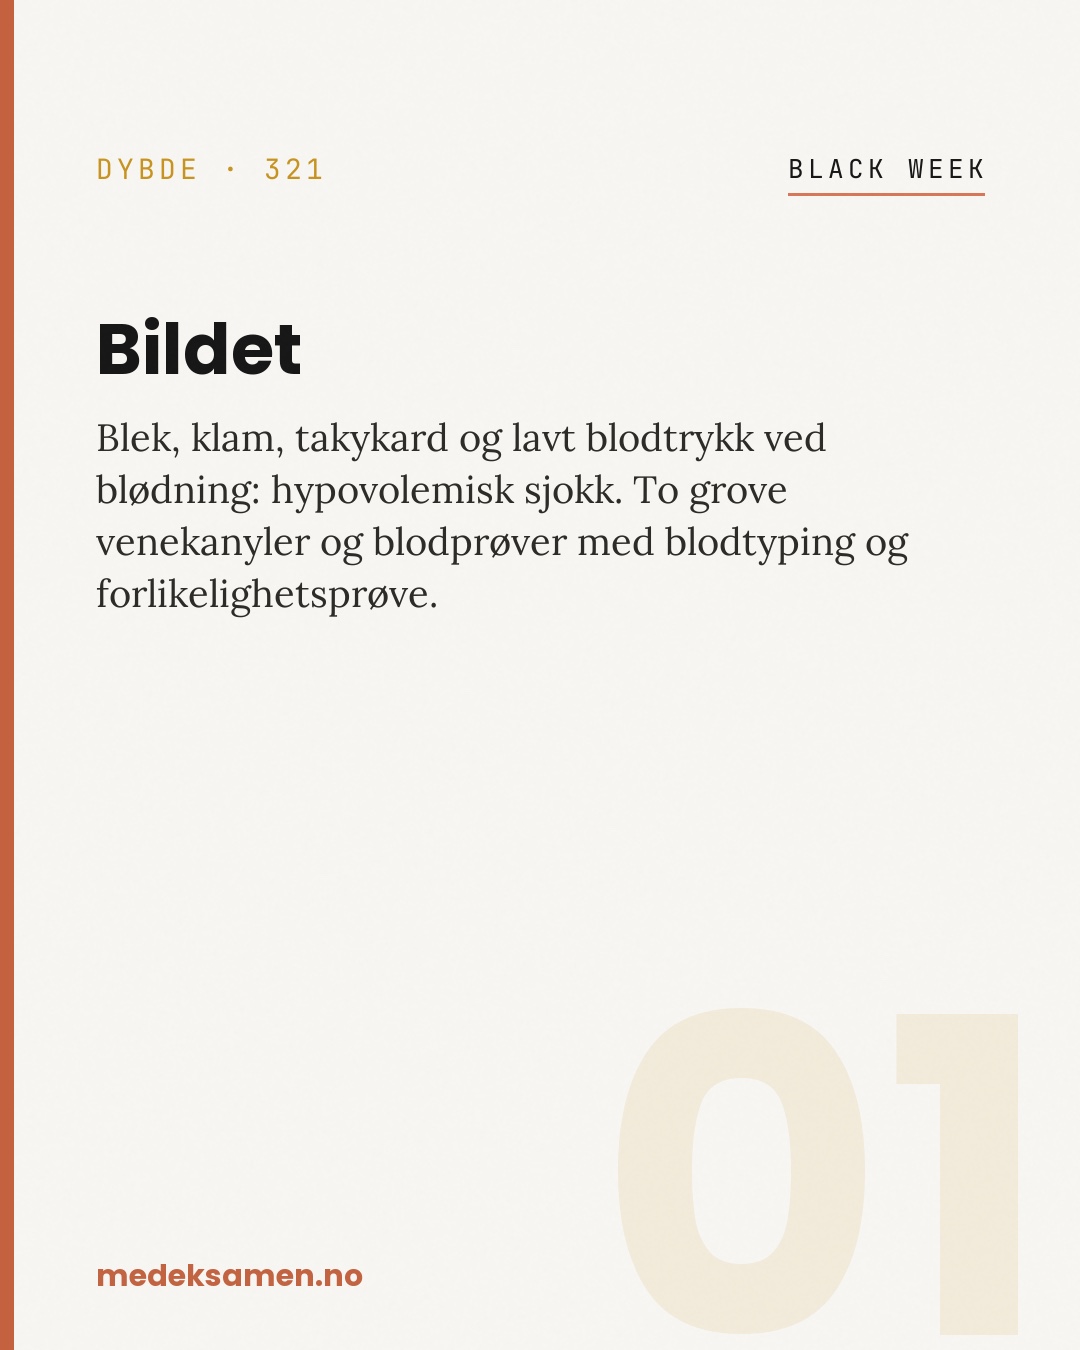 DYBDE · 321
BLACK WEEK
Bildet
Blek, klam, takykard og lavt blodtrykk ved
blødning: hypovolemisk sjokk. To grove
venekanyler og blodprøver med blodtyping og
forlikelighetsprøve.
01
medeksamen.no